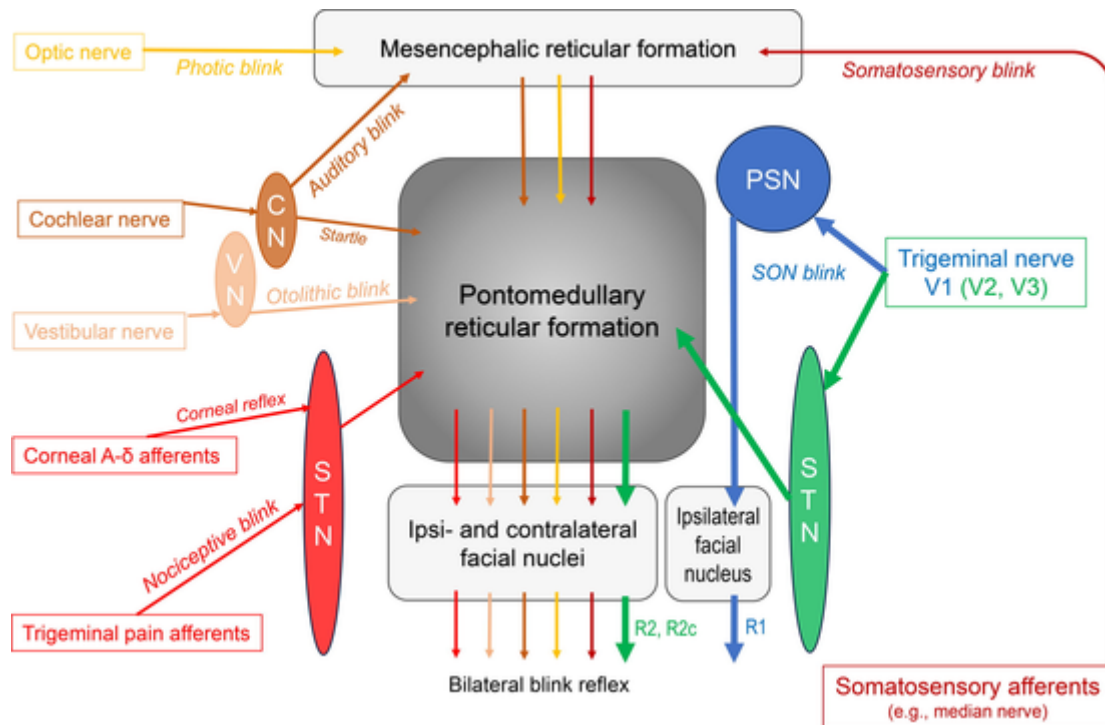 Mesencephalic reticular formation
Optic nerve
Photic blink
Somatosensory blink
Auditory blink
C
N
Cochlear nerve
Startle
V
N
Otolithic blink
Vestibular nerve
Pontomedullary
reticular formation
PSN
SON blink
Trigeminal nerve
V1 (V2, V3)
Corneal reflex
Corneal A-δ afferents
S
T
N
Nociceptive blink
Trigeminal pain afferents
Ipsi- and contralateral
facial nuclei
Ipsilateral
facial
nucleus
S
T
N
R2, R2c
R1
Bilateral blink reflex
Somatosensory afferents
(e.g., median nerve)